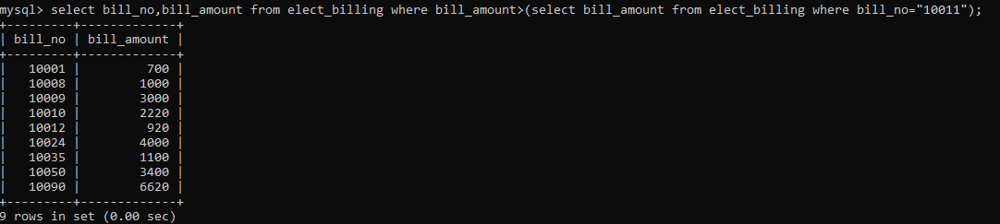 mysql> select bill_no,bill_amount from elect_billing where bill_amount>(select bill_amount from elect_billing where bill_no="10011");
+---------+-------------+
| bill_no | bill_amount |
+---------+-------------+
|   10001 |         700 |
|   10008 |        1000 |
|   10009 |        3000 |
|   10010 |        2220 |
|   10012 |         920 |
|   10024 |        4000 |
|   10035 |        1100 |
|   10050 |        3400 |
|   10090 |        6620 |
+---------+-------------+
9 rows in set (0.00 sec)